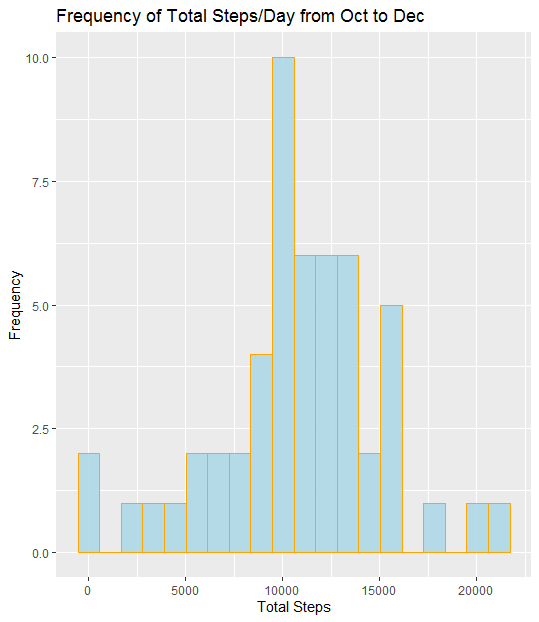 Frequency of Total Steps/Day from Oct to Dec
10.0
7.5
5.0
2.5
0.0
Frequency
0 5000 10000 15000 20000
Total Steps